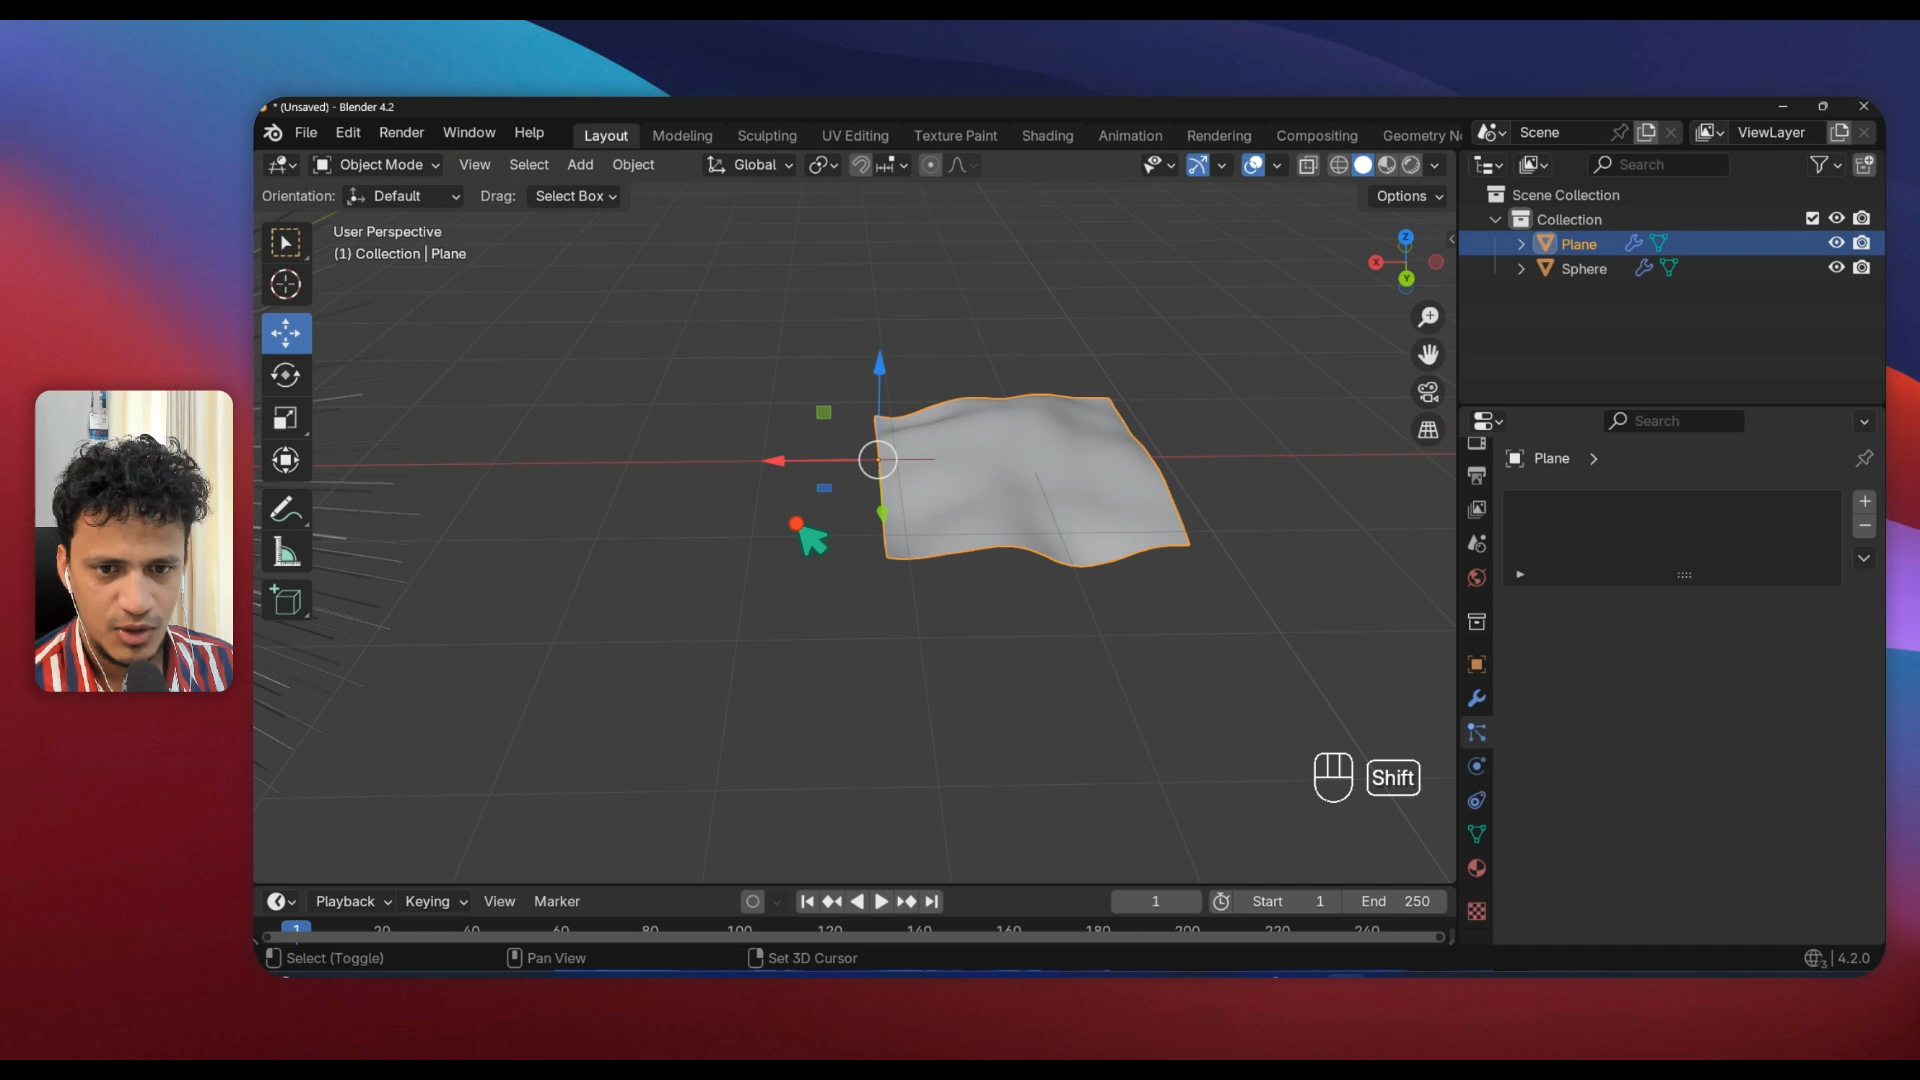 * (Unsaved) - Blender 4.2
File Edit Render Window Help Layout Modeling Sculpting UV Editing Texture Paint Shading Animation Rendering Compositing Geometry No Scene ViewLayer
Object Mode View Select Add Object Global Search
Orientation: Default Drag: Select Box Options
Scene Collection
Collection
Plane
Sphere
User Perspective
(1) Collection | Plane
Z
X
Y
Search
Plane
Shift
Playback Keying View Marker 1 Start 1 End 250
1 20 40 60 80 100 120 140 160 180 200 220 240
Select (Toggle) Pan View Set 3D Cursor 3 4.2.0